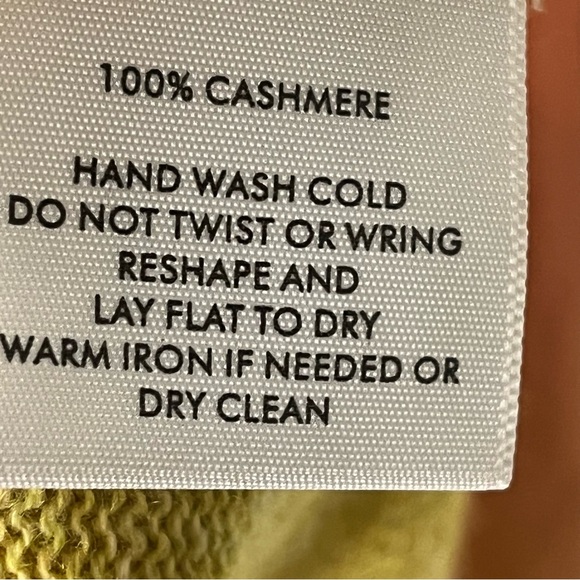 100% CASHMERE
HAND WASH COLD
DO NOT TWIST OR WRING
RESHAPE AND
LAY FLAT TO DRY
WARM IRON IF NEEDED OR
DRY CLEAN